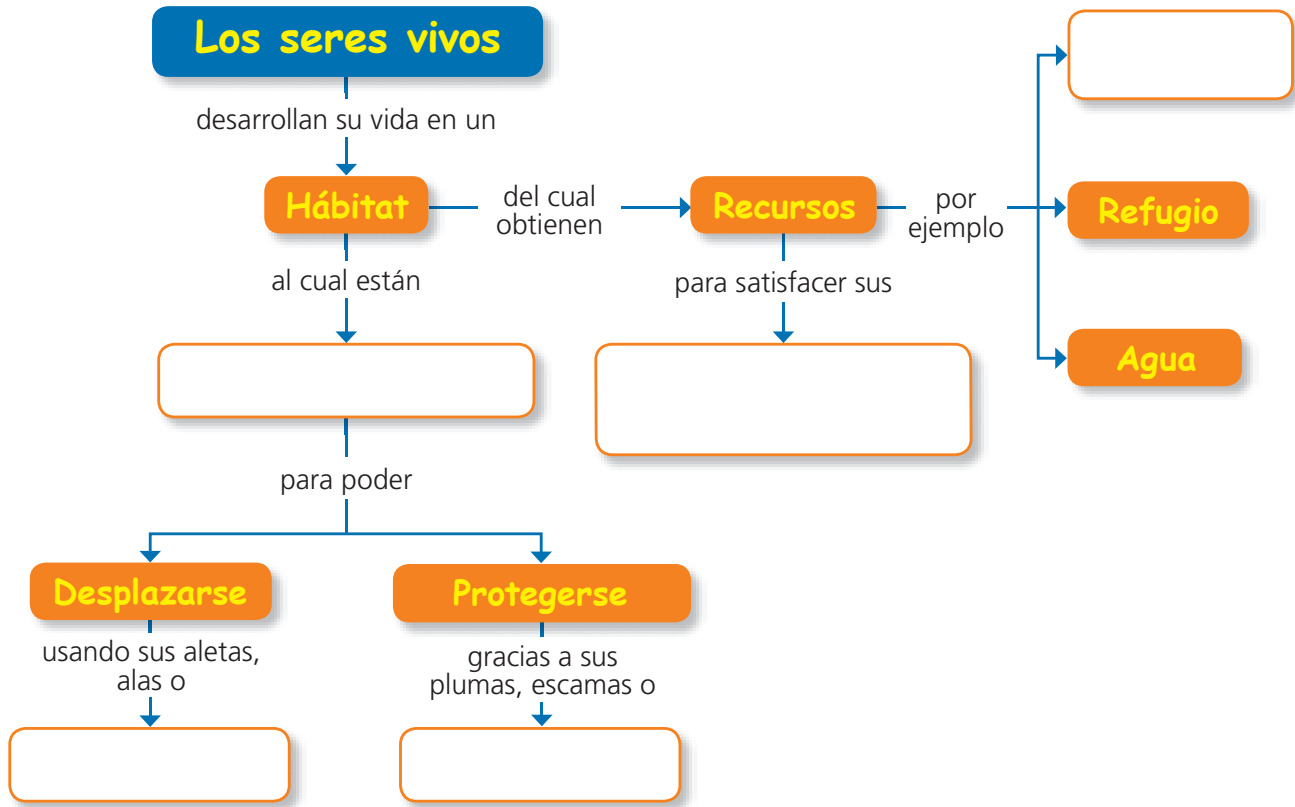 Los seres vivos
desarrollan su vida en un
Hábitat
del cual
obtienen
Recursos
por
ejemplo
Refugio
al cual están
para satisfacer sus
Agua
para poder
Desplazarse
Protegerse
usando sus aletas,
alas o
gracias a sus
plumas, escamas o